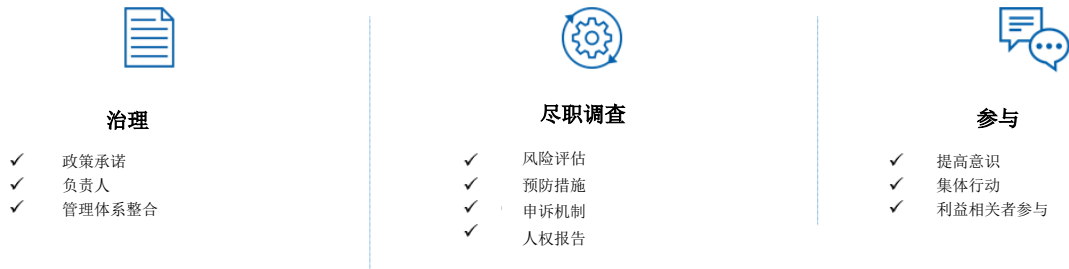 治理
✓ 政策承诺
✓ 负责人
✓ 管理体系整合
尽职调查
✓ 风险评估
✓ 预防措施
✓ 申诉机制
✓ 人权报告
参与
✓ 提高意识
✓ 集体行动
✓ 利益相关者参与